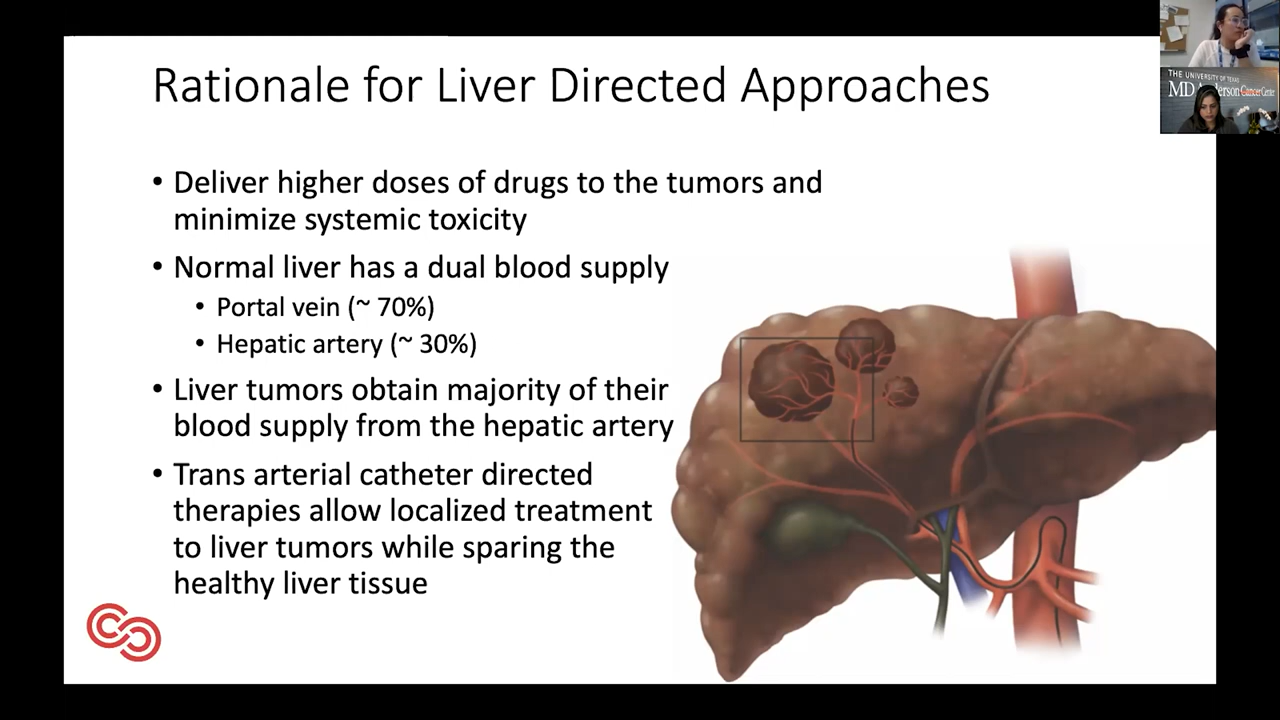 Rationale for Liver Directed Approaches
• Deliver higher doses of drugs to the tumors and
minimize systemic toxicity
• Normal liver has a dual blood supply
• Portal vein (~ 70%)
• Hepatic artery (~ 30%)
• Liver tumors obtain majority of their
blood supply from the hepatic artery
• Trans arterial catheter directed
therapies allow localized treatment
to liver tumors while sparing the
healthy liver tissue
THE UNIVERSITY OF TEXAS
MD
Cancer Center